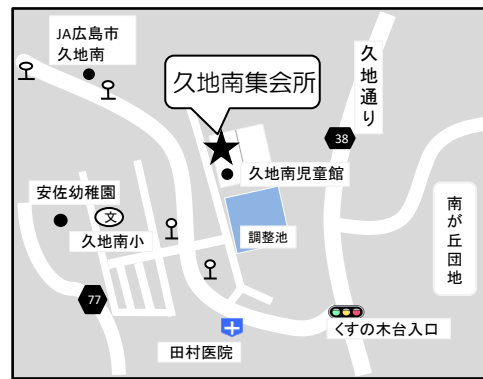 JA広島市
久地南
久地南集会所
久地通り
38
久地南児童館
安佐幼稚園
文
久地南小
調整池
南が丘団地
77
くすの木台入口
田村医院